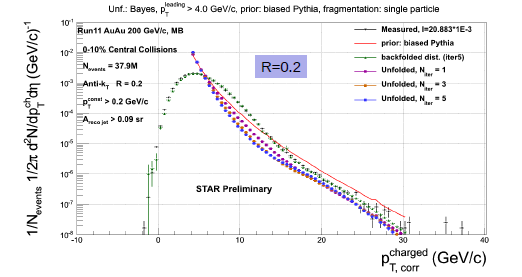 Unf.: Bayes, p_T^leading > 4.0 GeV/c, prior: biased Pythia, fragmentation: single particle
Run11 AuAu 200 GeV/c, MB
0-10% Central Collisions
N_events = 37.9M
Anti-k_T R = 0.2
p_T^const > 0.2 GeV/c
A_reco jet > 0.09 sr
R=0.2
Measured, I=20.883*1E-3
prior: biased Pythia
backfolded dist. (iter5)
Unfolded, N_iter = 1
Unfolded, N_iter = 3
Unfolded, N_iter = 5
STAR Preliminary
1/N_events 1/2π d²N/dp_T^ch dη (GeV/c)^-1
10^-1
10^-2
10^-3
10^-4
10^-5
10^-6
10^-7
10^-8
-10 0 10 20 30 40
p_T, corr^charged (GeV/c)